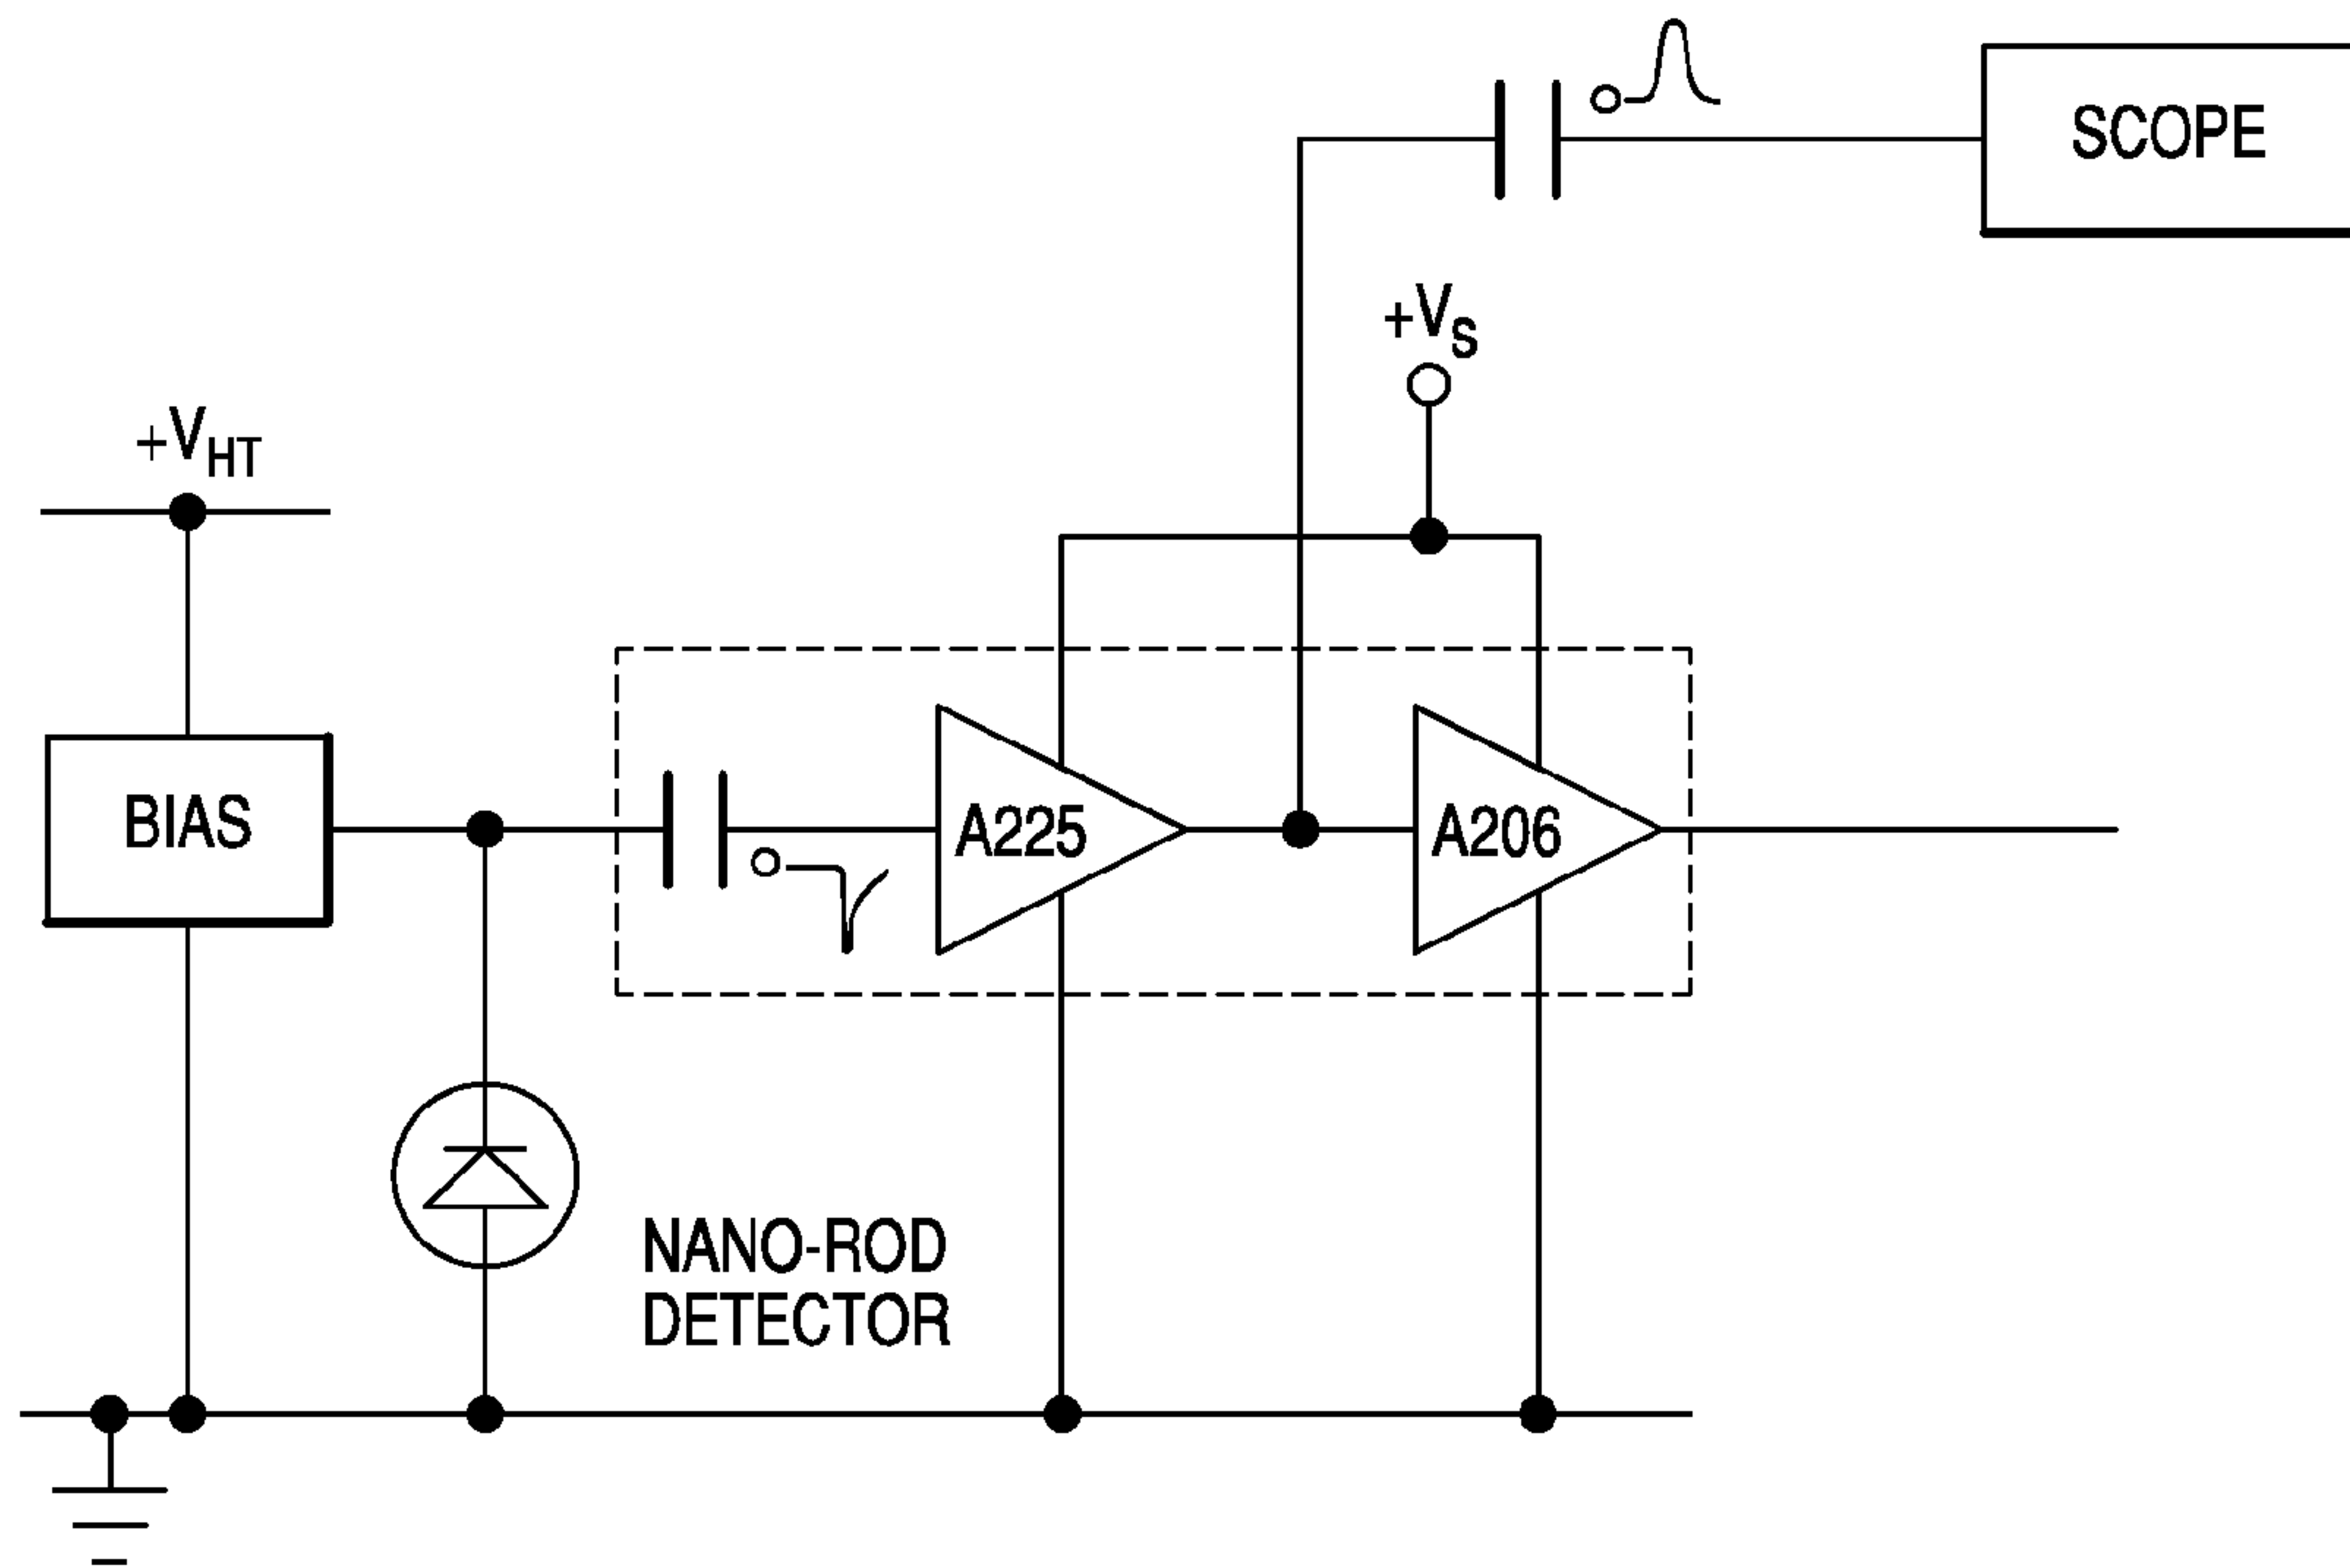 SCOPE
+VS
+VHT
BIAS
A225
A206
NANO-ROD
DETECTOR